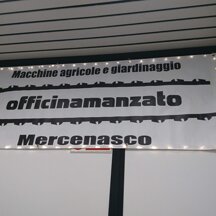 Macchine agricole e giardinaggio
officinamanzato
Mercenasco